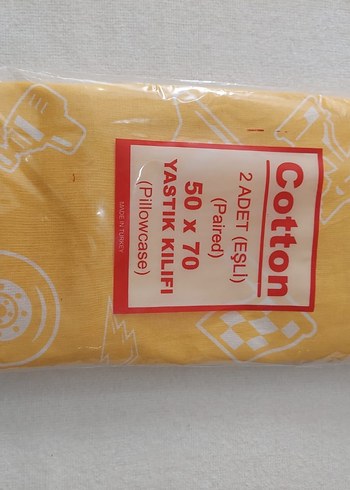 Cotton
2 ADET (EŞLİ)
(Paired)
50 x 70
YASTIK KILIFI
(Pillowcase)
MADE IN TURKEY